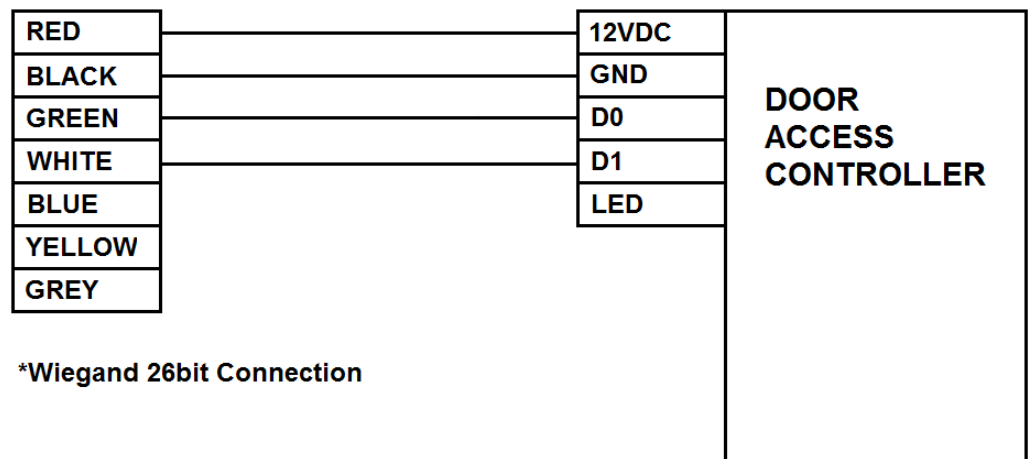 RED
BLACK
GREEN
WHITE
BLUE
YELLOW
GREY
12VDC
GND
D0
D1
LED
DOOR
ACCESS
CONTROLLER
*Wiegand 26bit Connection